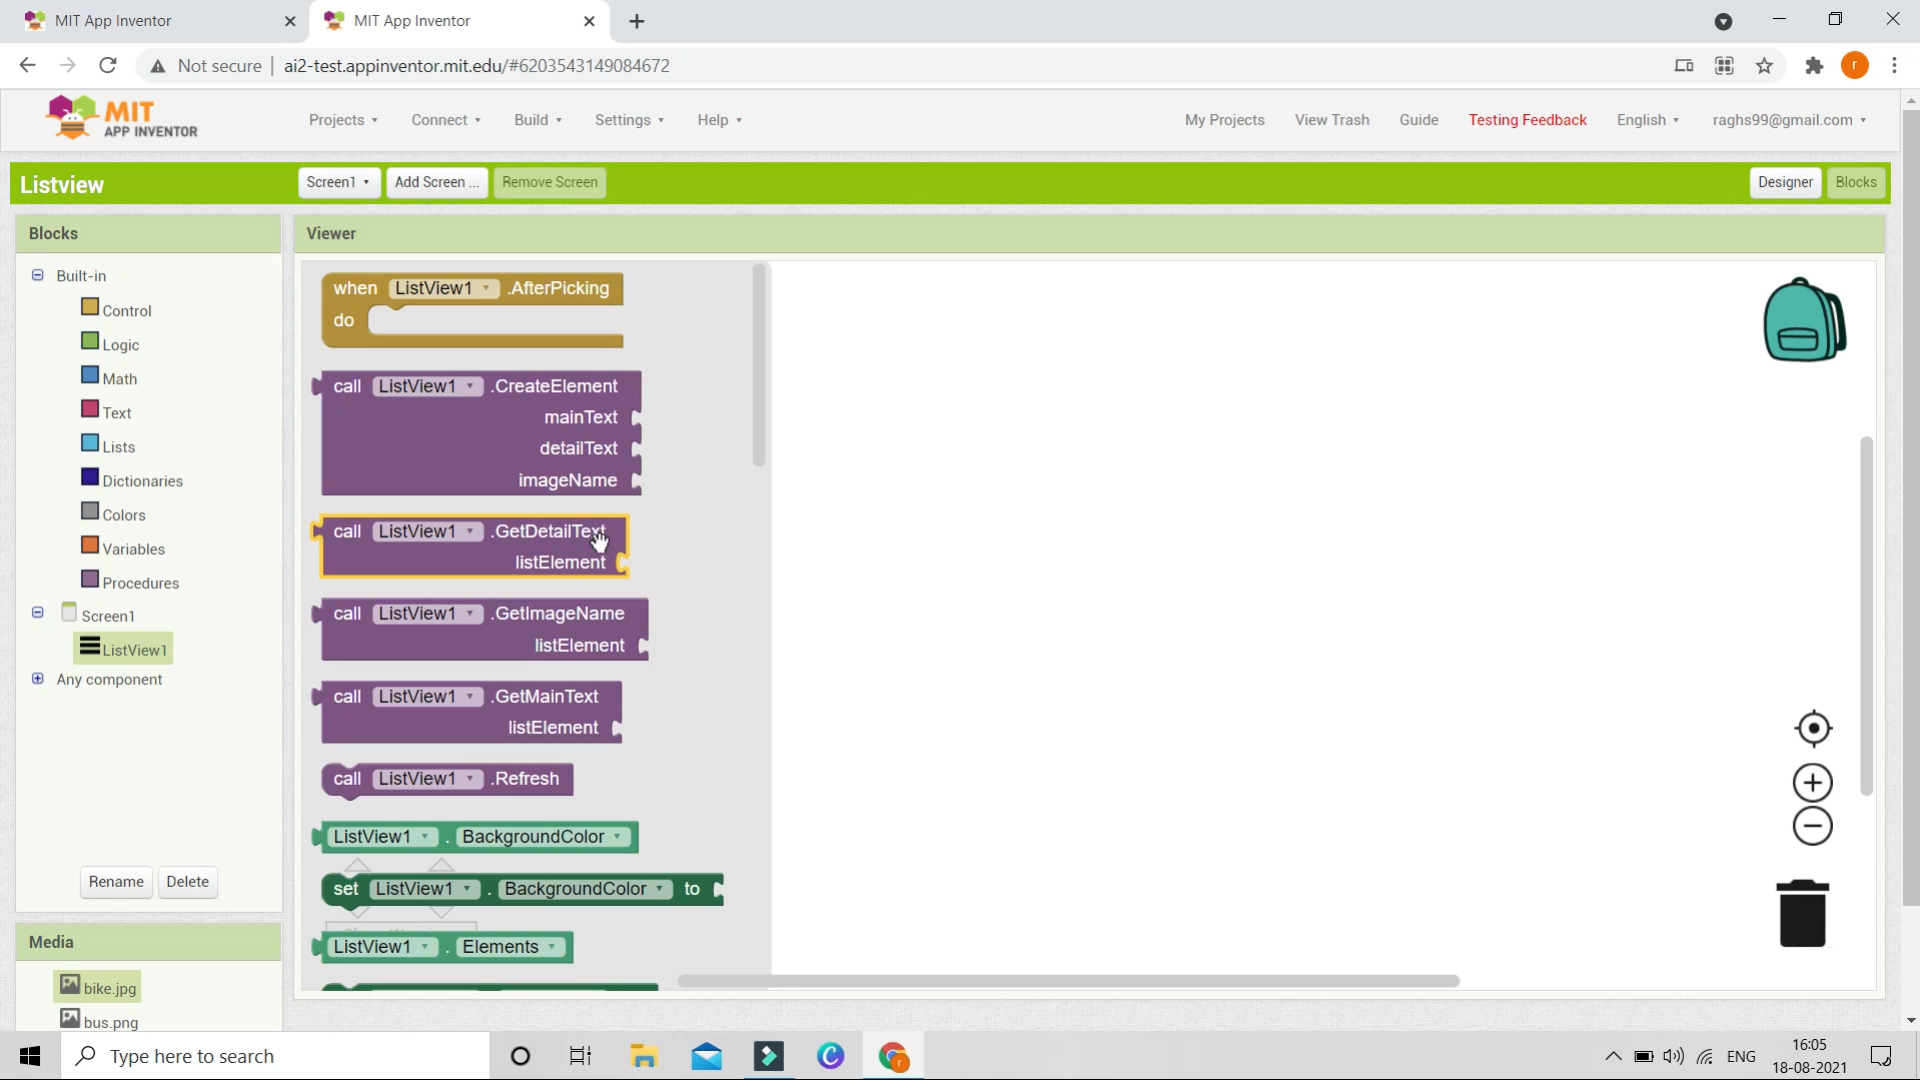 MIT App Inventor
MIT App Inventor
Not secure | ai2-test.appinventor.mit.edu/#6203543149084672
r
MIT
APP INVENTOR
Projects
Connect
Build
Settings
Help
My Projects
View Trash
Guide
Testing Feedback
English
raghs99@gmail.com
Listview
Screen1
Add Screen ...
Remove Screen
Designer
Blocks
Blocks
Viewer
Built-in
Control
Logic
Math
Text
Lists
Dictionaries
Colors
Variables
Procedures
Screen1
ListView1
Any component
Rename
Delete
Media
bike.jpg
bus.png
when ListView1 .AfterPicking
do
call ListView1 .CreateElement
mainText
detailText
imageName
call ListView1 .GetDetailText
listElement
call ListView1 .GetImageName
listElement
call ListView1 .GetMainText
listElement
call ListView1 .Refresh
ListView1 . BackgroundColor
set ListView1 . BackgroundColor to
ListView1 . Elements
Type here to search
ENG
16:05
18-08-2021